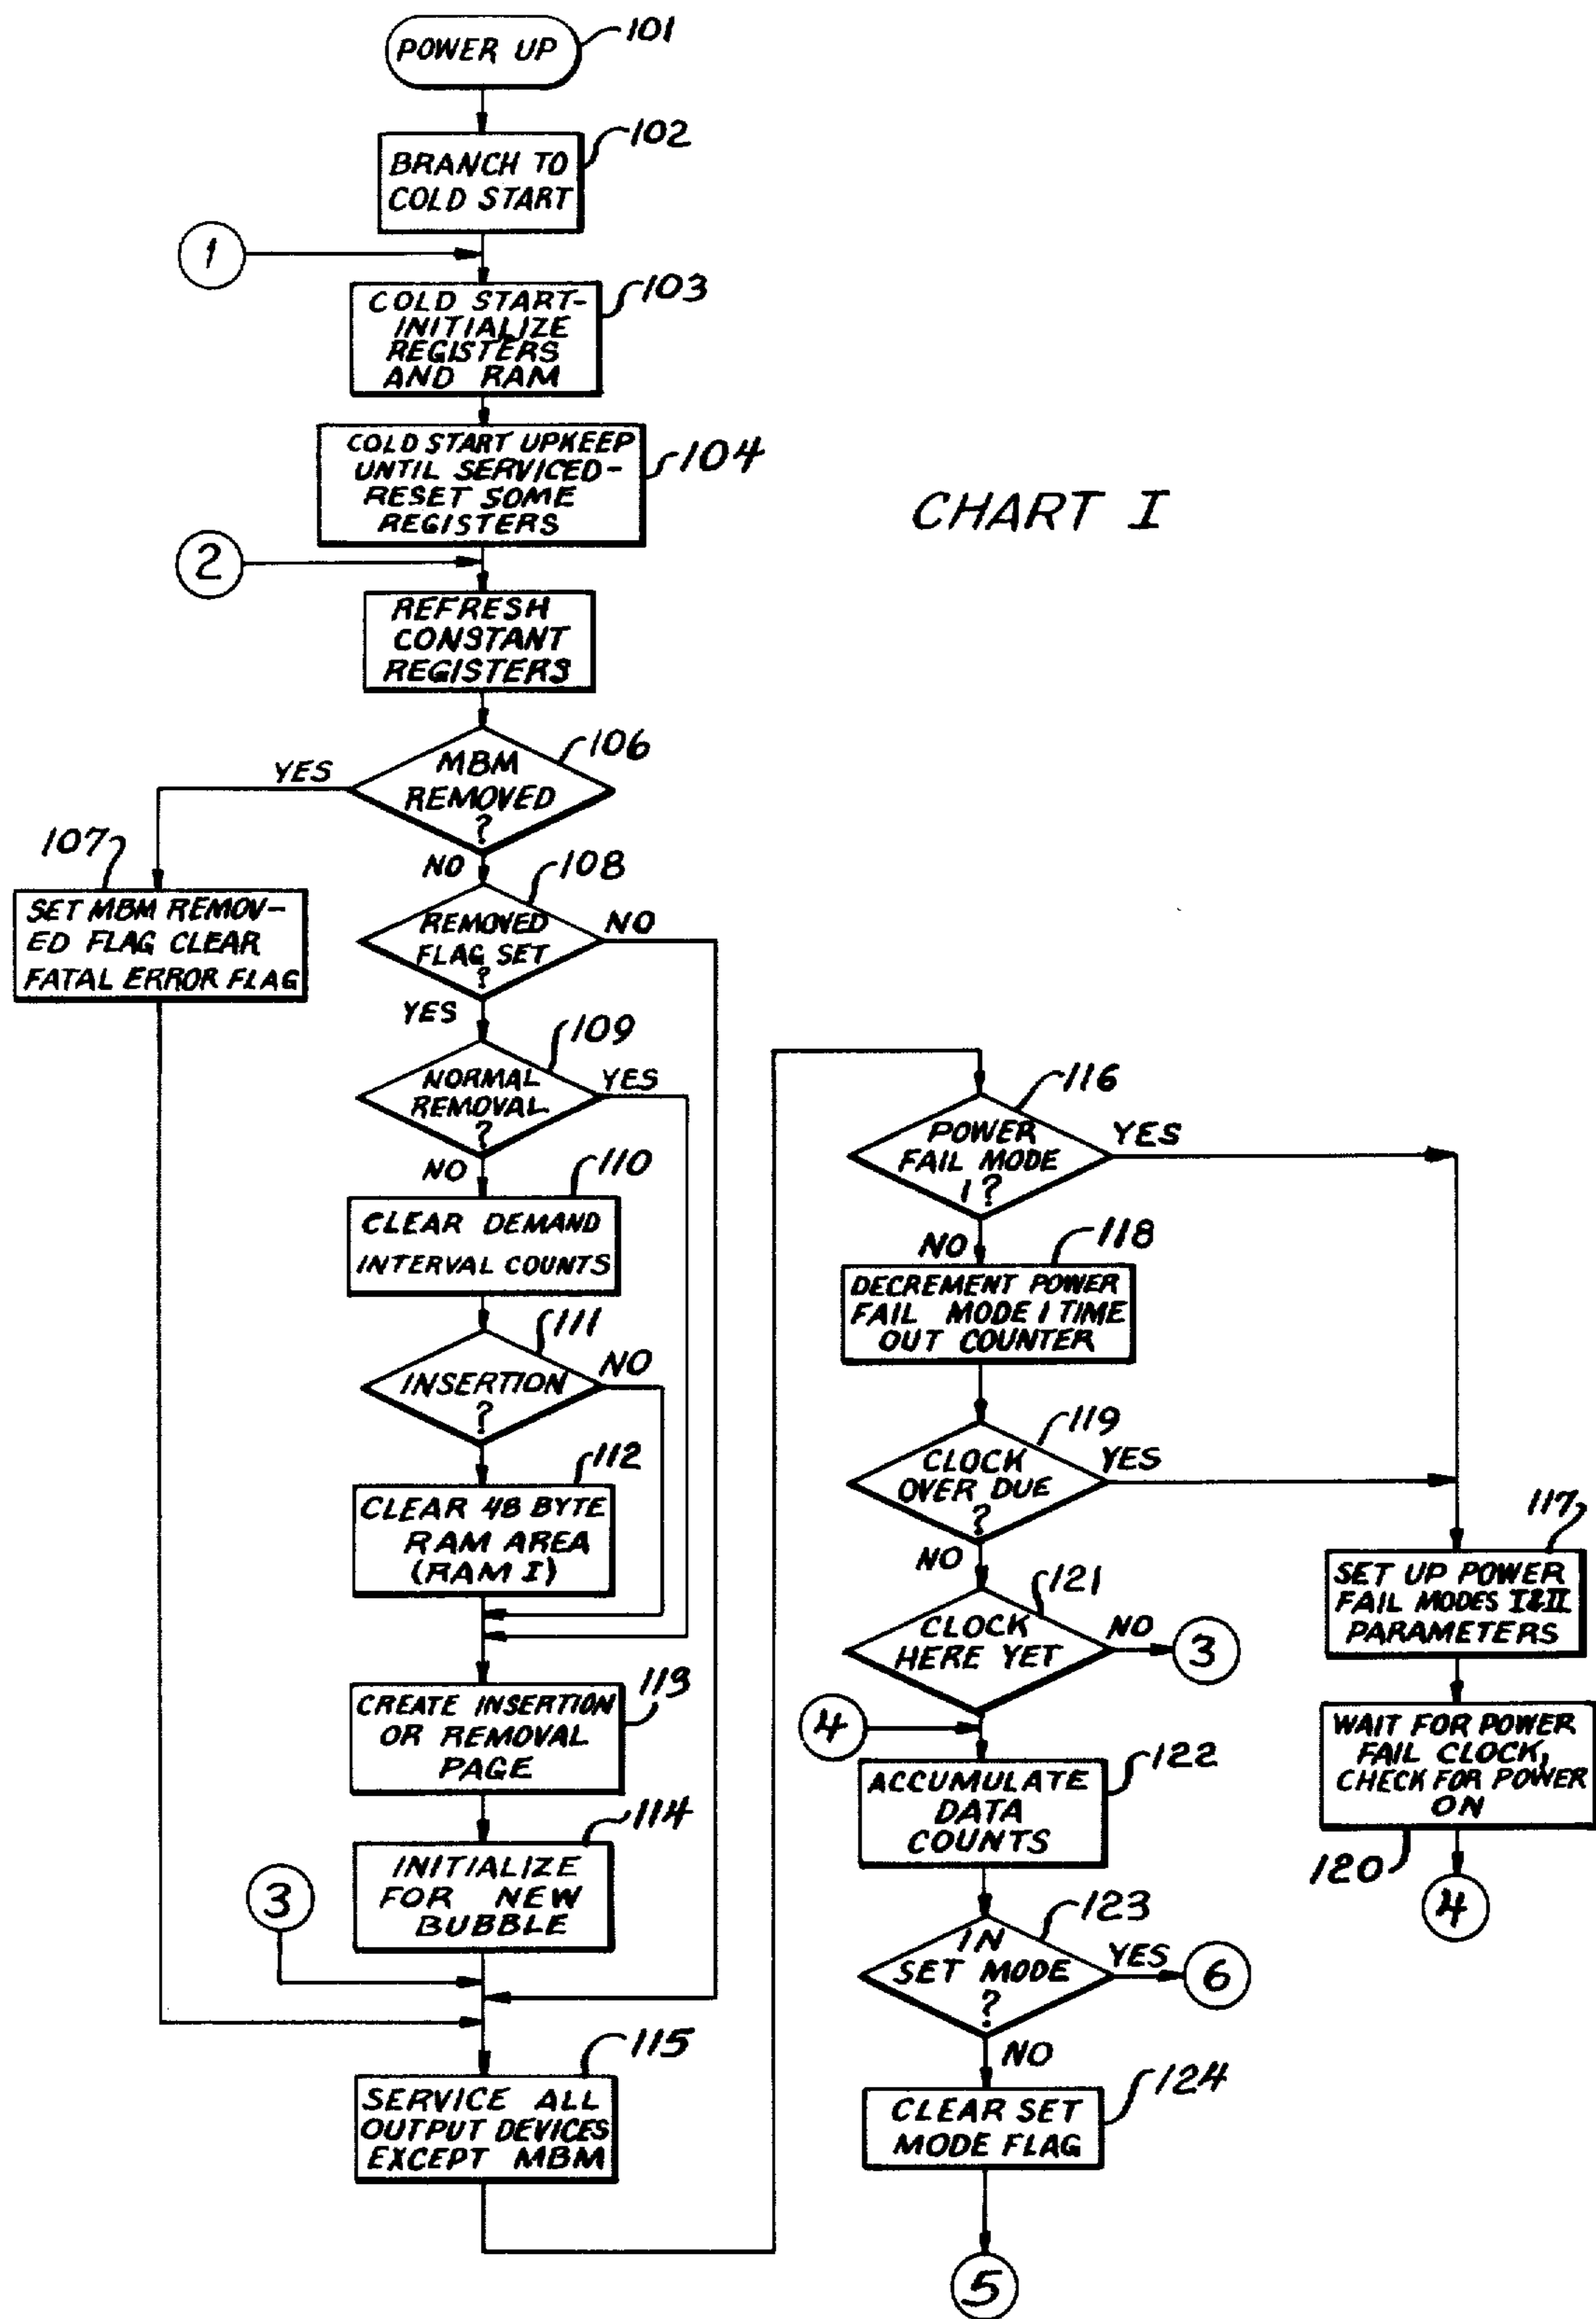 POWER UP
101
BRANCH TO
COLD START
102
1
COLD START-
INITIALIZE
REGISTERS
AND RAM
103
COLD START UPKEEP
UNTIL SERVICED-
RESET SOME
REGISTERS
104
CHART I
2
REFRESH
CONSTANT
REGISTERS
MBM
REMOVED
?
106
YES
NO
107
SET MBM REMOV-
ED FLAG CLEAR
FATAL ERROR FLAG
REMOVED
FLAG SET
?
108
NO
YES
NORMAL
REMOVAL
?
109
YES
NO
CLEAR DEMAND
INTERVAL COUNTS
110
INSERTION
?
111
NO
CLEAR 48 BYTE
RAM AREA
(RAM I)
112
CREATE INSERTION
OR REMOVAL
PAGE
113
INITIALIZE
FOR NEW
BUBBLE
114
3
SERVICE ALL
OUTPUT DEVICES
EXCEPT MBM
115
POWER
FAIL MODE
1?
116
YES
NO
DECREMENT POWER
FAIL MODE 1 TIME
OUT COUNTER
118
CLOCK
OVER DUE
?
119
YES
NO
117
SET UP POWER
FAIL MODES I&II
PARAMETERS
WAIT FOR POWER
FAIL CLOCK,
CHECK FOR POWER
ON
120
4
CLOCK
HERE YET
121
NO
3
4
ACCUMULATE
DATA
COUNTS
122
IN
SET MODE
?
123
YES
6
NO
CLEAR SET
MODE FLAG
124
5